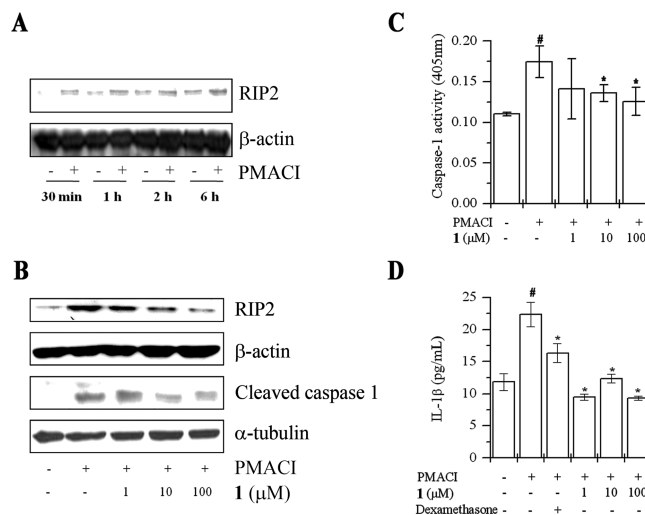 A
RIP2
β-actin
- + - + - + - + PMACI
30 min 1 h 2 h 6 h
B
RIP2
β-actin
Cleaved caspase 1
α-tubulin
- + + + + PMACI
- - 1 10 100 1 (μM)
C
Caspase-1 activity (405nm)
0.20
0.15
0.10
0.05
0.00
# * *
PMACI - + + + +
1 (μM) - - 1 10 100
D
IL-1β (pg/mL)
25
20
15
10
5
0
# * * * *
PMACI - + + + + +
1 (μM) - - - 1 10 100
Dexamethasone - - + - - -